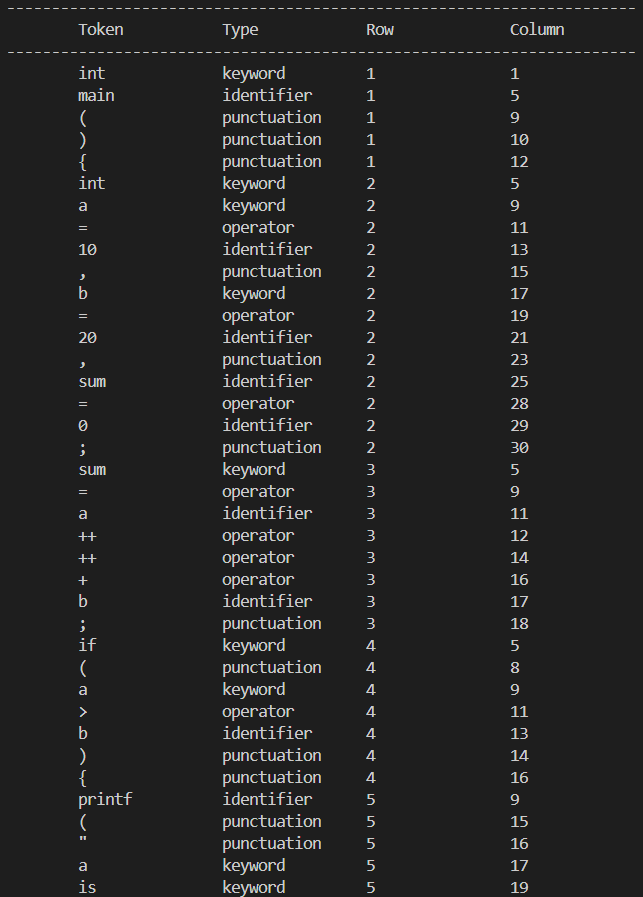 ----------------------------------------------------------------------
Token Type Row Column
----------------------------------------------------------------------
int keyword 1 1
main identifier 1 5
( punctuation 1 9
) punctuation 1 10
{ punctuation 1 12
int keyword 2 5
a keyword 2 9
= operator 2 11
10 identifier 2 13
, punctuation 2 15
b keyword 2 17
= operator 2 19
20 identifier 2 21
, punctuation 2 23
sum identifier 2 25
= operator 2 28
0 identifier 2 29
; punctuation 2 30
sum keyword 3 5
= operator 3 9
a identifier 3 11
++ operator 3 12
++ operator 3 14
+ operator 3 16
b identifier 3 17
; punctuation 3 18
if keyword 4 5
( punctuation 4 8
a keyword 4 9
> operator 4 11
b identifier 4 13
) punctuation 4 14
{ punctuation 4 16
printf identifier 5 9
( punctuation 5 15
" punctuation 5 16
a keyword 5 17
is keyword 5 19